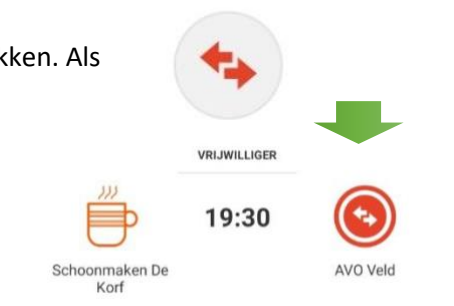 kken. Als
VRIJWILLIGER
19:30
Schoonmaken De
Korf
AVO Veld